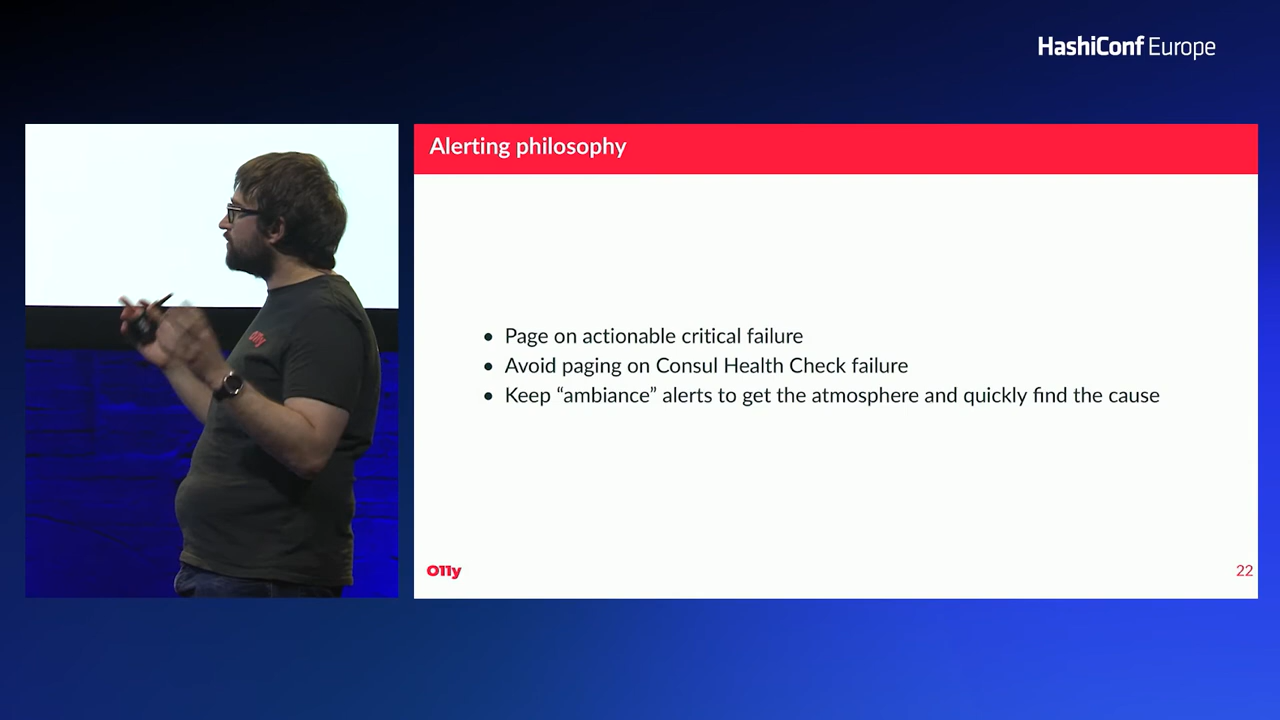 HashiConf Europe
Alerting philosophy
• Page on actionable critical failure
• Avoid paging on Consul Health Check failure
• Keep “ambiance” alerts to get the atmosphere and quickly find the cause
O11y
O11y
22